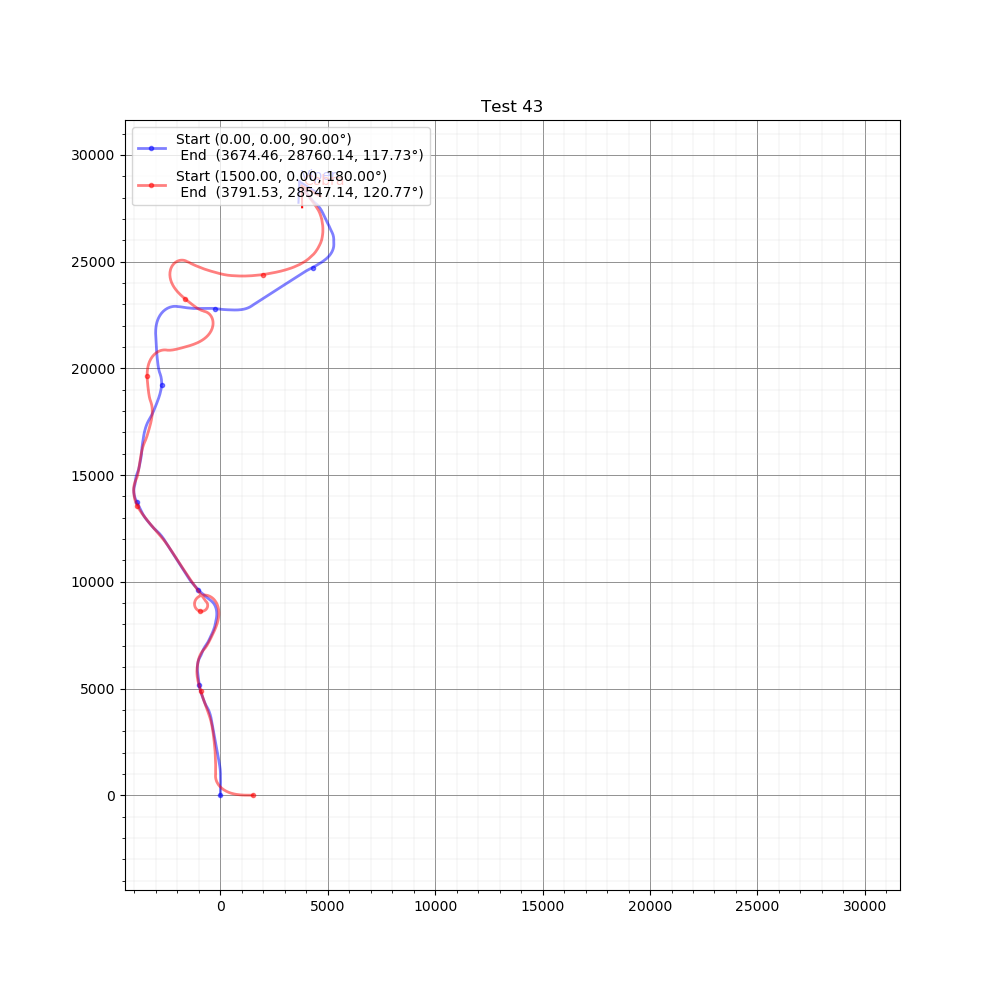 Test 43
Start (0.00, 0.00, 90.00°)
End (3674.46, 28760.14, 117.73°)
Start (1500.00, 0.00, 180.00°)
End (3791.53, 28547.14, 120.77°)
30000
25000
20000
15000
10000
5000
0
0 5000 10000 15000 20000 25000 30000